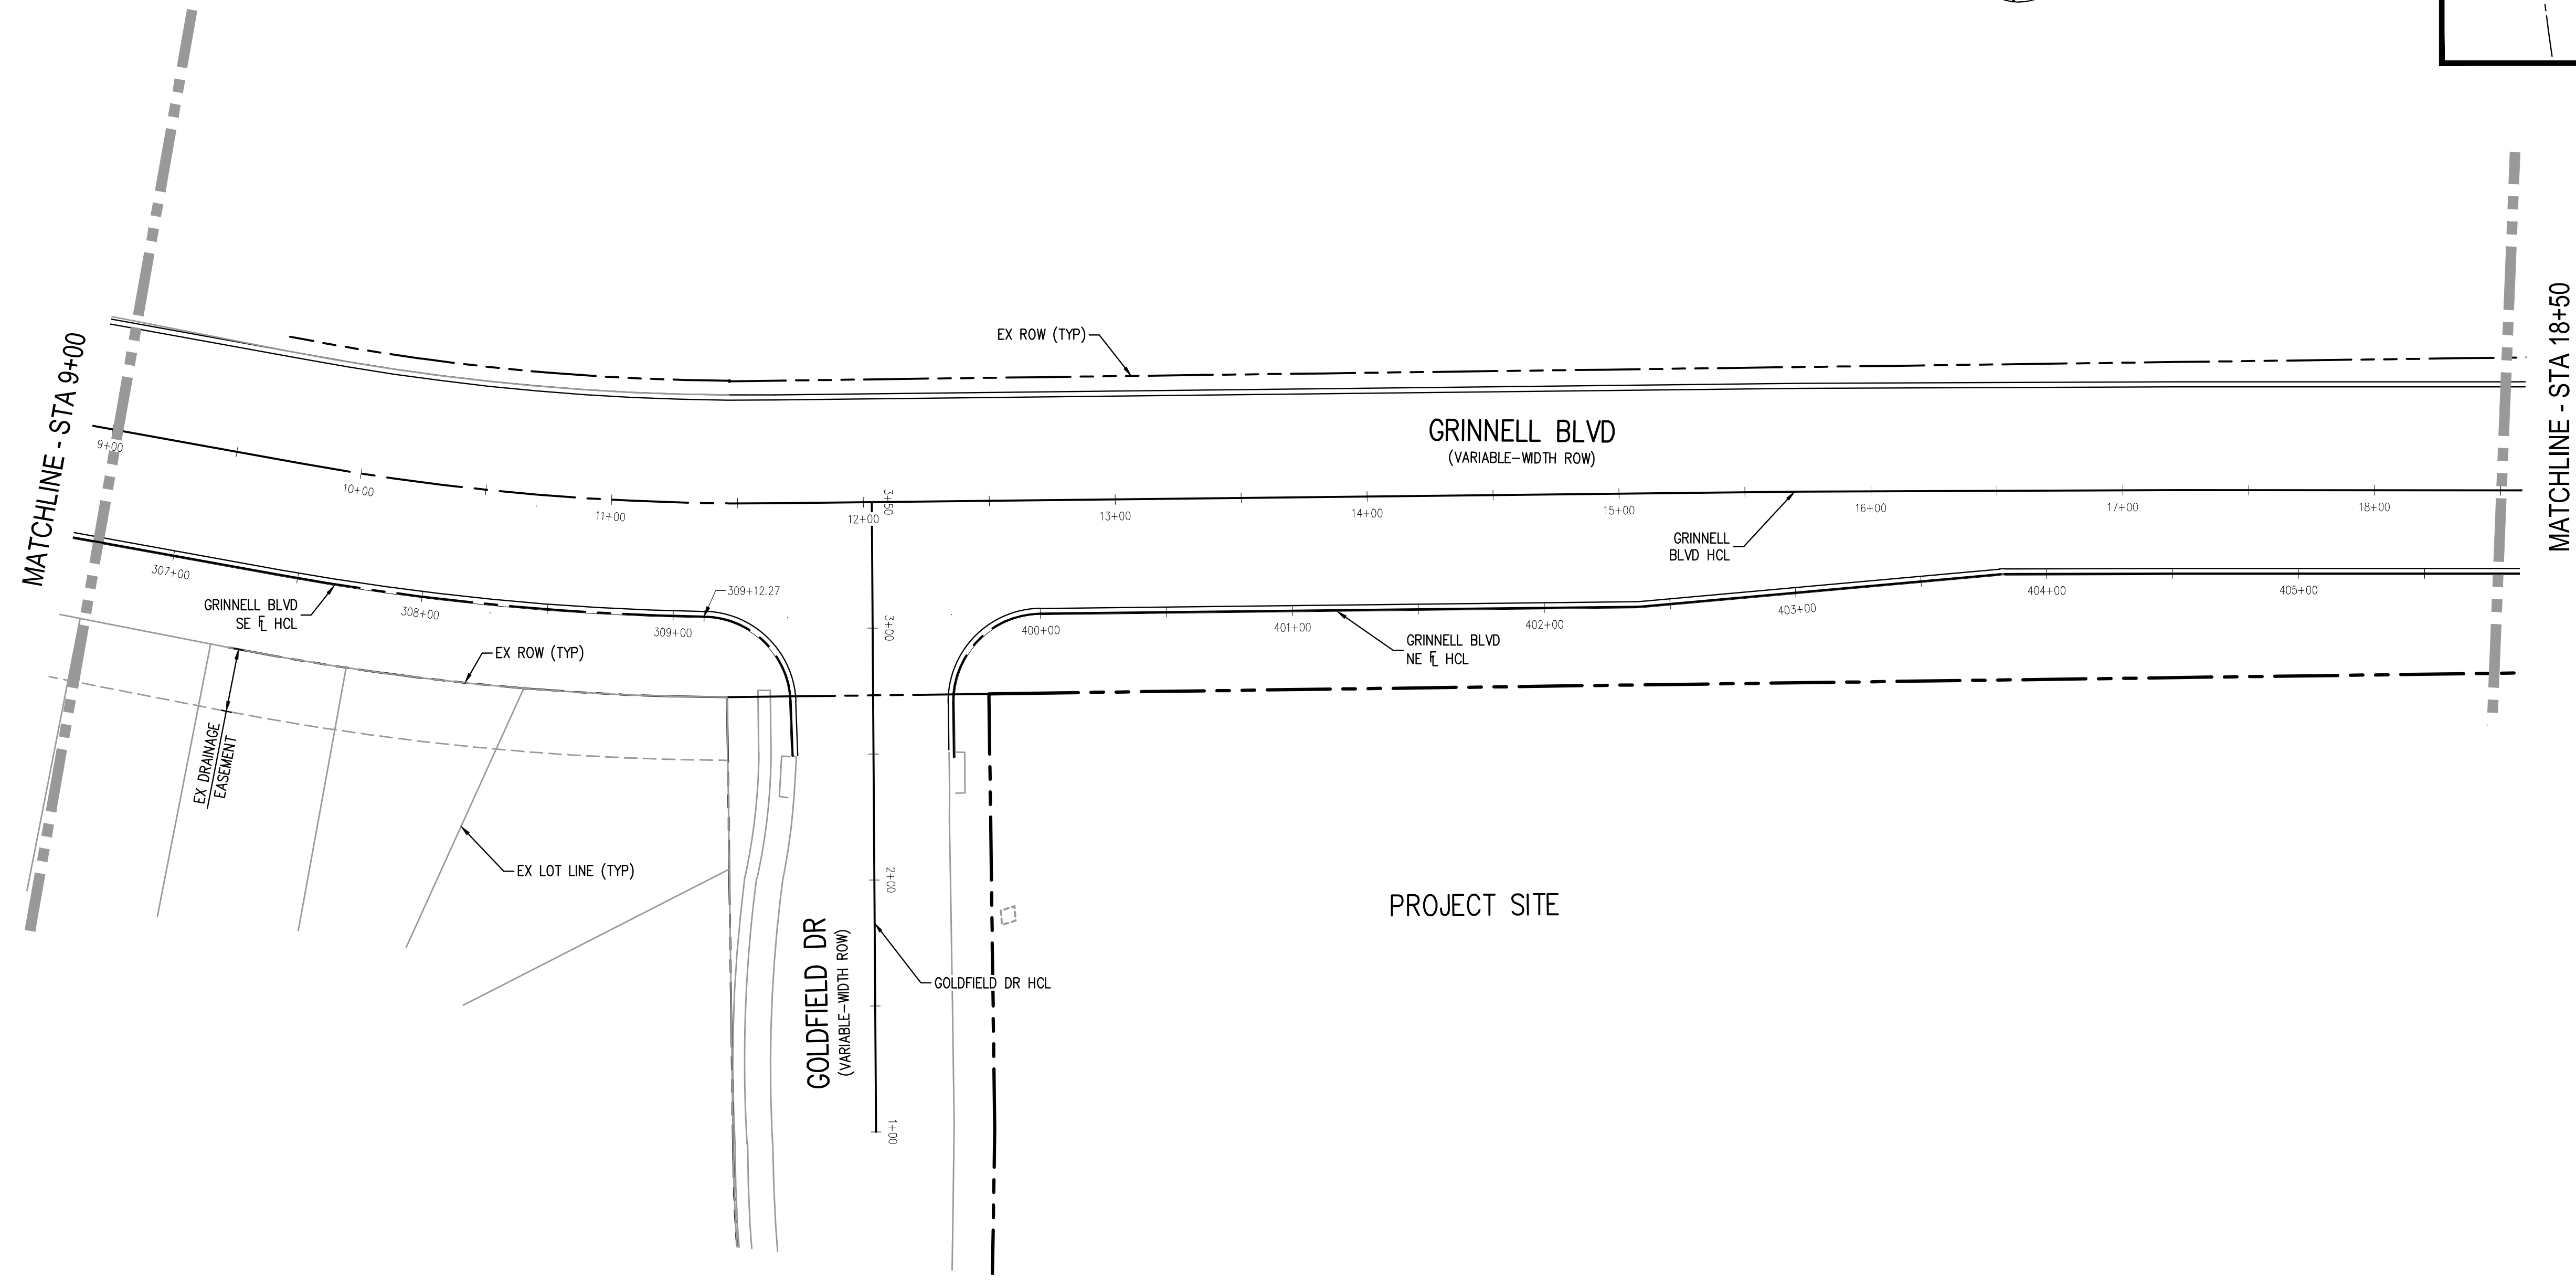 MATCHLINE - STA 9+00
MATCHLINE - STA 18+50
EX ROW (TYP)
GRINNELL BLVD
(VARIABLE-WIDTH ROW)
9+00
10+00
11+00
12+00
13+00
14+00
15+00
16+00
17+00
18+00
3+50
GRINNELL
BLVD HCL
307+00
308+00
309+00
309+12.27
GRINNELL BLVD
SE FL HCL
3+00
400+00
401+00
402+00
403+00
404+00
405+00
GRINNELL BLVD
NE FL HCL
EX ROW (TYP)
EX DRAINAGE
EASEMENT
EX LOT LINE (TYP)
2+00
PROJECT SITE
GOLDFIELD DR
(VARIABLE-WIDTH ROW)
GOLDFIELD DR HCL
1+00